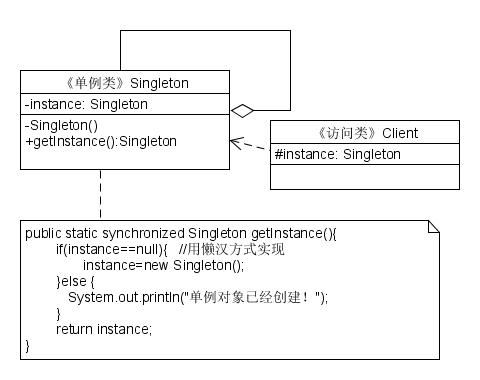 《单例类》Singleton
-instance: Singleton
-Singleton()
+getInstance():Singleton
《访问类》Client
#instance: Singleton
public static synchronized Singleton getInstance(){
if(instance==null){ //用懒汉方式实现
instance=new Singleton();
}else {
System.out.println("单例对象已经创建！");
}
return instance;
}